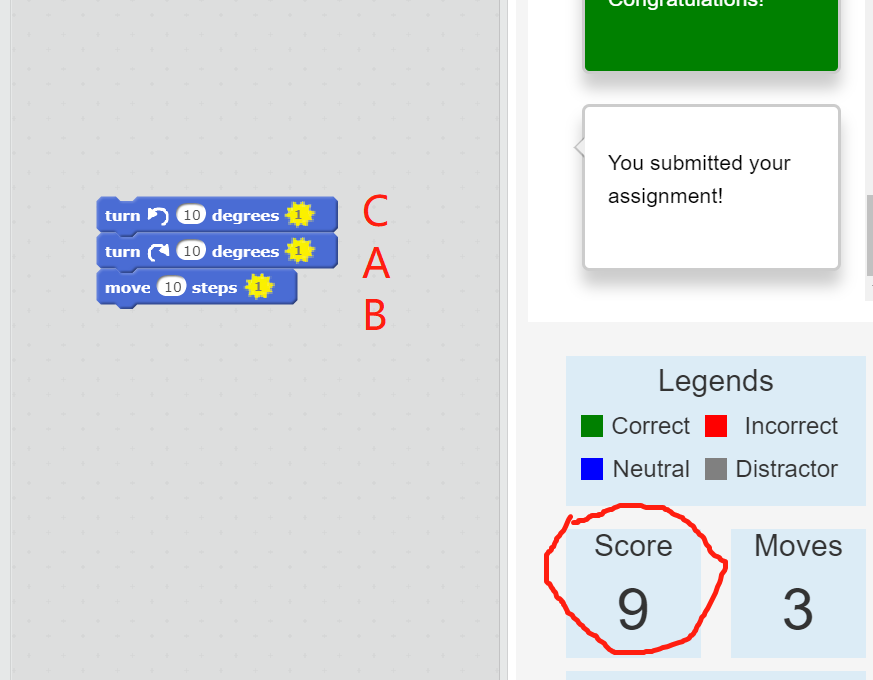 Congratulations!
You submitted your
assignment!
turn 10 degrees 1
turn 10 degrees 1
move 10 steps 1
C
A
B
Legends
Correct Incorrect
Neutral Distractor
Score
9
Moves
3